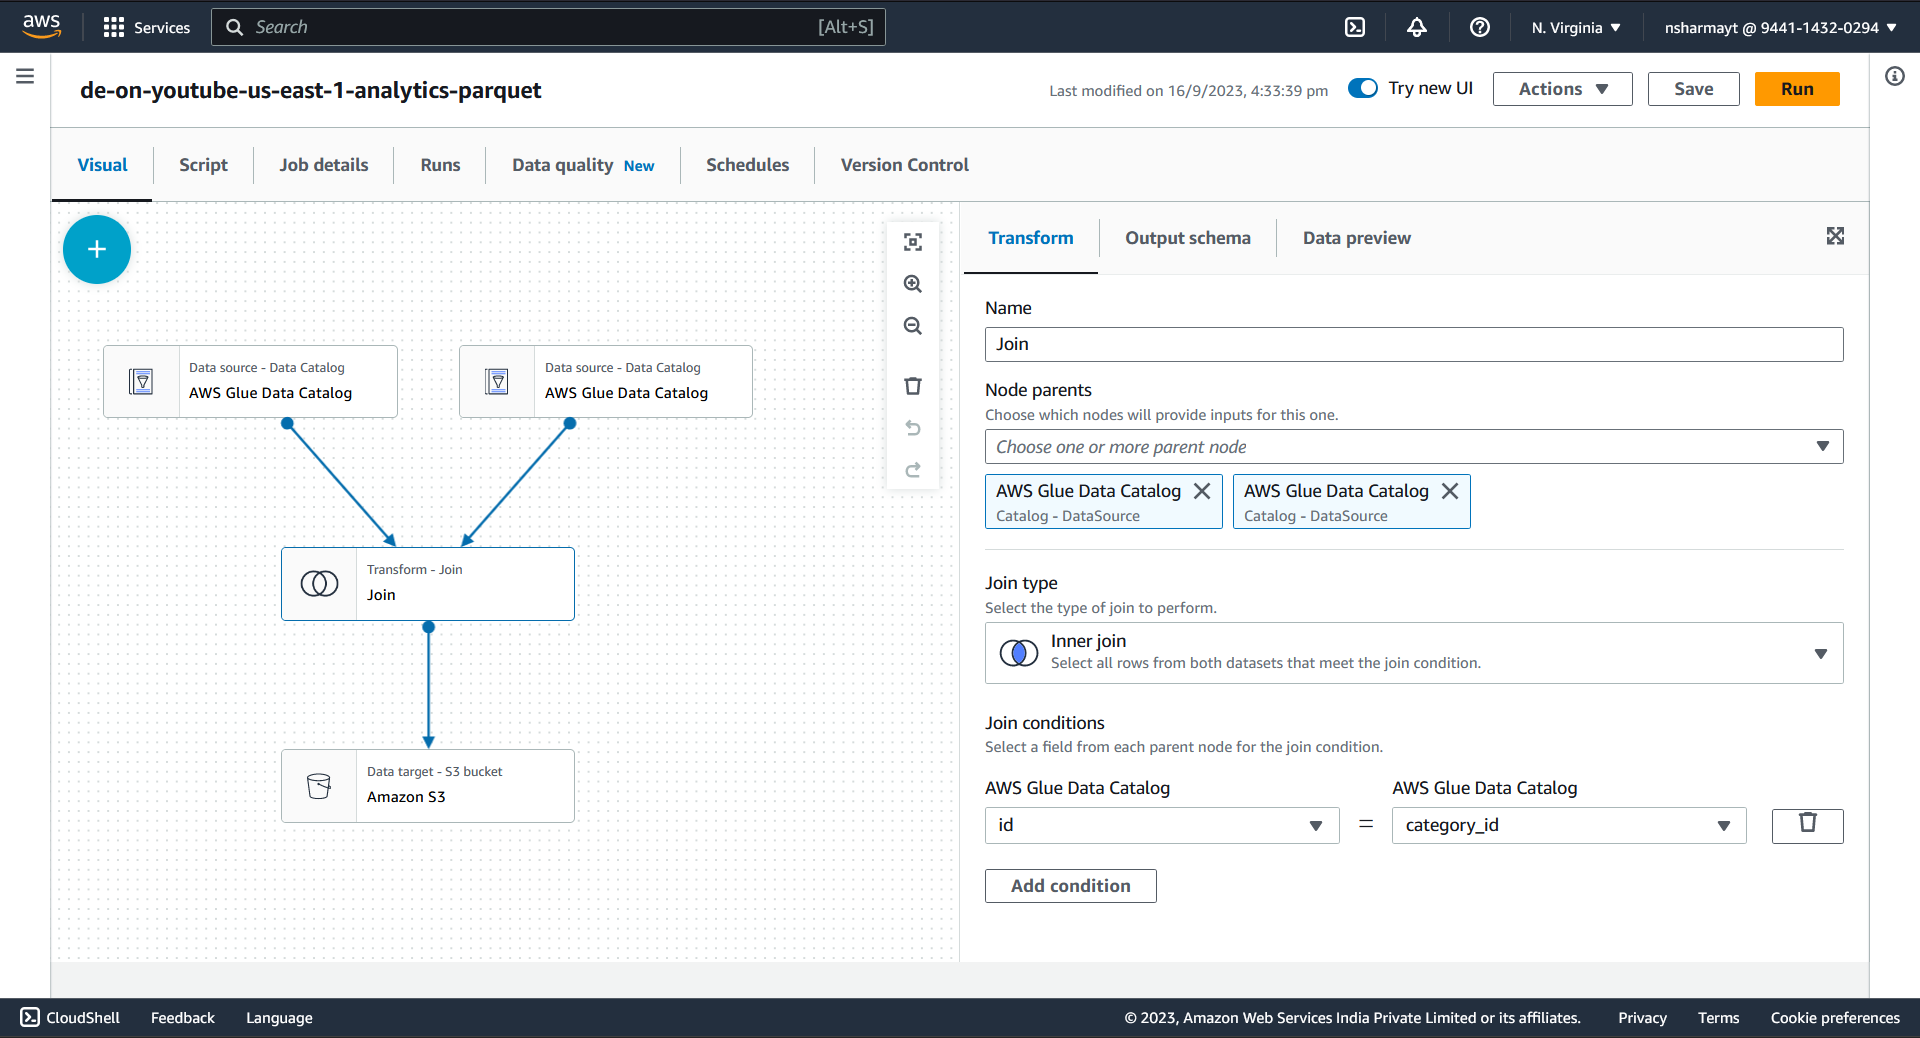 aws Services Search [Alt+S] N. Virginia ▼ nsharmayt @ 9441-1432-0294 ▼
de-on-youtube-us-east-1-analytics-parquet Last modified on 16/9/2023, 4:33:39 pm Try new UI Actions ▼ Save Run
Visual Script Job details Runs Data quality New Schedules Version Control
Data source - Data Catalog
AWS Glue Data Catalog
Data source - Data Catalog
AWS Glue Data Catalog
Transform - Join
Join
Data target - S3 bucket
Amazon S3
Transform Output schema Data preview
Name
Join
Node parents
Choose which nodes will provide inputs for this one.
Choose one or more parent node
AWS Glue Data Catalog
Catalog - DataSource
AWS Glue Data Catalog
Catalog - DataSource
Join type
Select the type of join to perform.
Inner join
Select all rows from both datasets that meet the join condition.
Join conditions
Select a field from each parent node for the join condition.
AWS Glue Data Catalog AWS Glue Data Catalog
id = category_id
Add condition
CloudShell Feedback Language © 2023, Amazon Web Services India Private Limited or its affiliates. Privacy Terms Cookie preferences